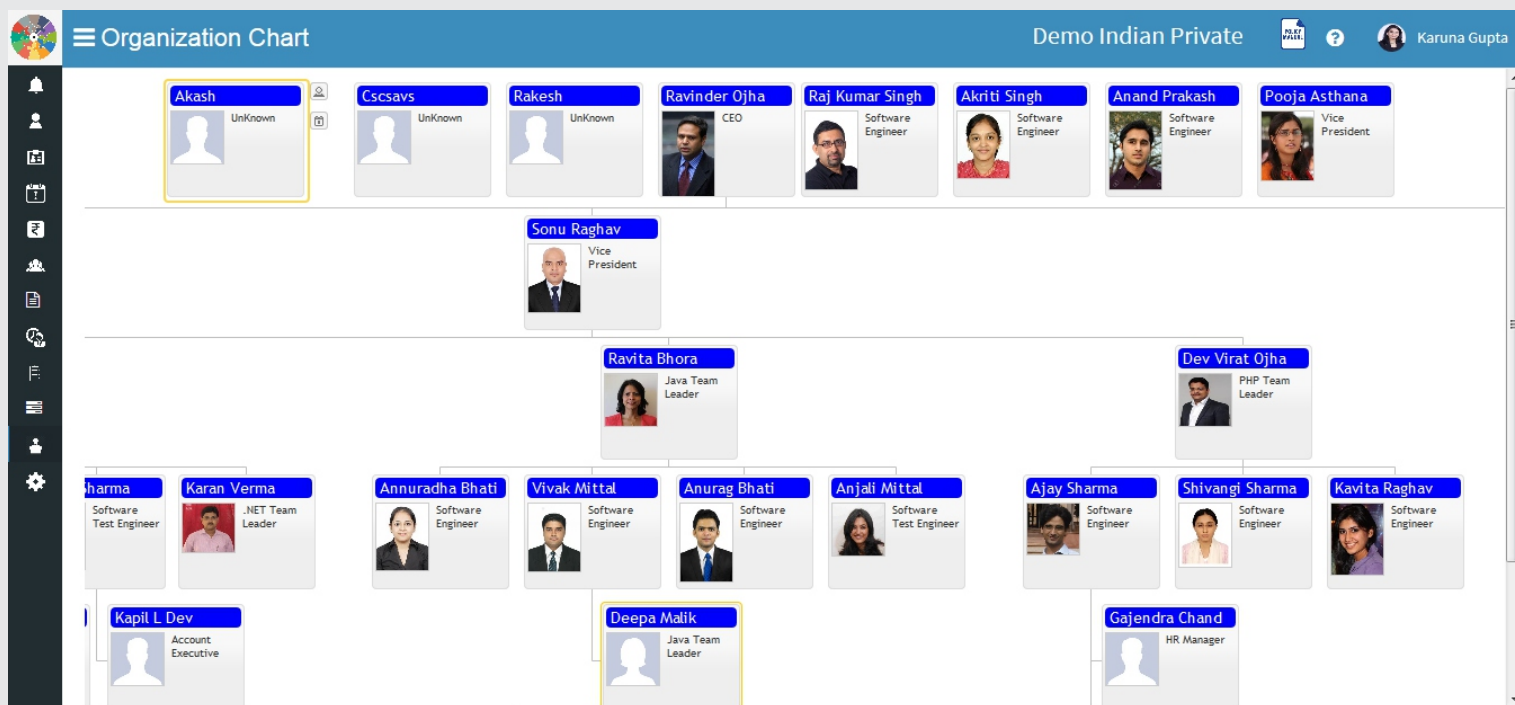 Organization Chart
Demo Indian Private
Karuna Gupta
Akash
UnKnown
Cscsavs
UnKnown
Rakesh
UnKnown
Ravinder Ojha
CEO
Raj Kumar Singh
Software
Engineer
Akriti Singh
Software
Engineer
Anand Prakash
Software
Engineer
Pooja Asthana
Vice
President
Sonu Raghav
Vice
President
Ravita Bhora
Java Team
Leader
Dev Virat Ojha
PHP Team
Leader
Software
Test Engineer
Karan Verma
.NET Team
Leader
Annuradha Bhati
Software
Engineer
Vivak Mittal
Software
Engineer
Anurag Bhati
Software
Engineer
Anjali Mittal
Software
Test Engineer
Ajay Sharma
Software
Engineer
Shivangi Sharma
Software
Engineer
Kavita Raghav
Software
Engineer
Kapil L Dev
Account
Executive
Deepa Malik
Java Team
Leader
Gajendra Chand
HR Manager